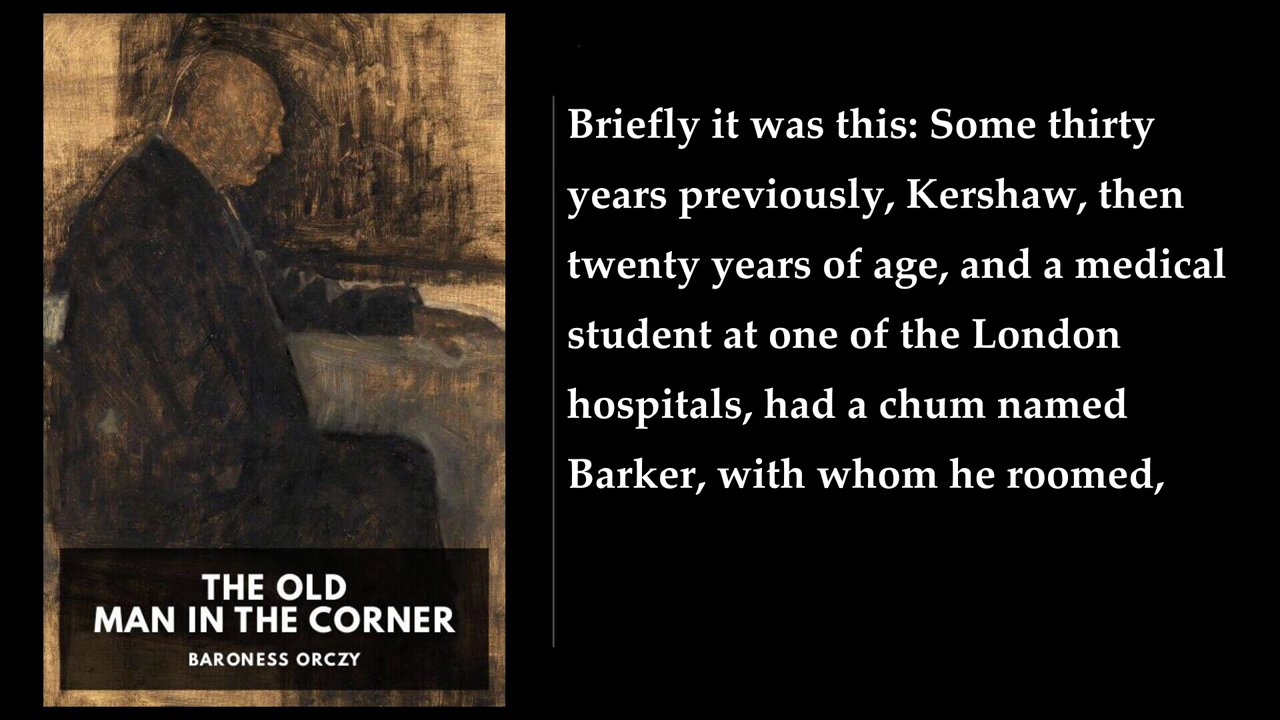 Briefly it was this: Some thirty
years previously, Kershaw, then
twenty years of age, and a medical
student at one of the London
hospitals, had a chum named
Barker, with whom he roomed,
THE OLD
MAN IN THE CORNER
BARONESS ORCZY